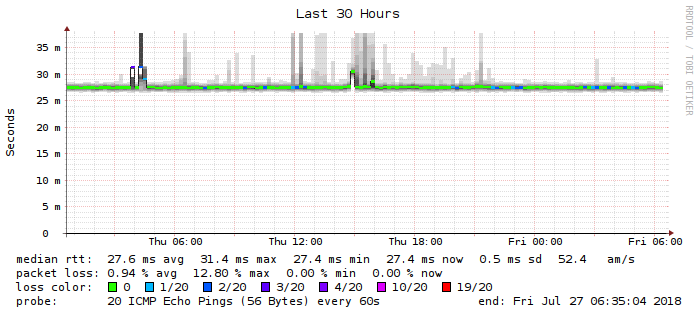 Last 30 Hours
RRDTOOL / TOBI OETIKER
Seconds
35 m
30 m
25 m
20 m
15 m
10 m
5 m
0
Thu 06:00 Thu 12:00 Thu 18:00 Fri 00:00 Fri 06:00
median rtt: 27.6 ms avg 31.4 ms max 27.4 ms min 27.4 ms now 0.5 ms sd 52.4 am/s
packet loss: 0.94 % avg 12.80 % max 0.00 % min 0.00 % now
loss color: 0 1/20 2/20 3/20 4/20 10/20 19/20
probe: 20 ICMP Echo Pings (56 Bytes) every 60s end: Fri Jul 27 06:35:04 2018